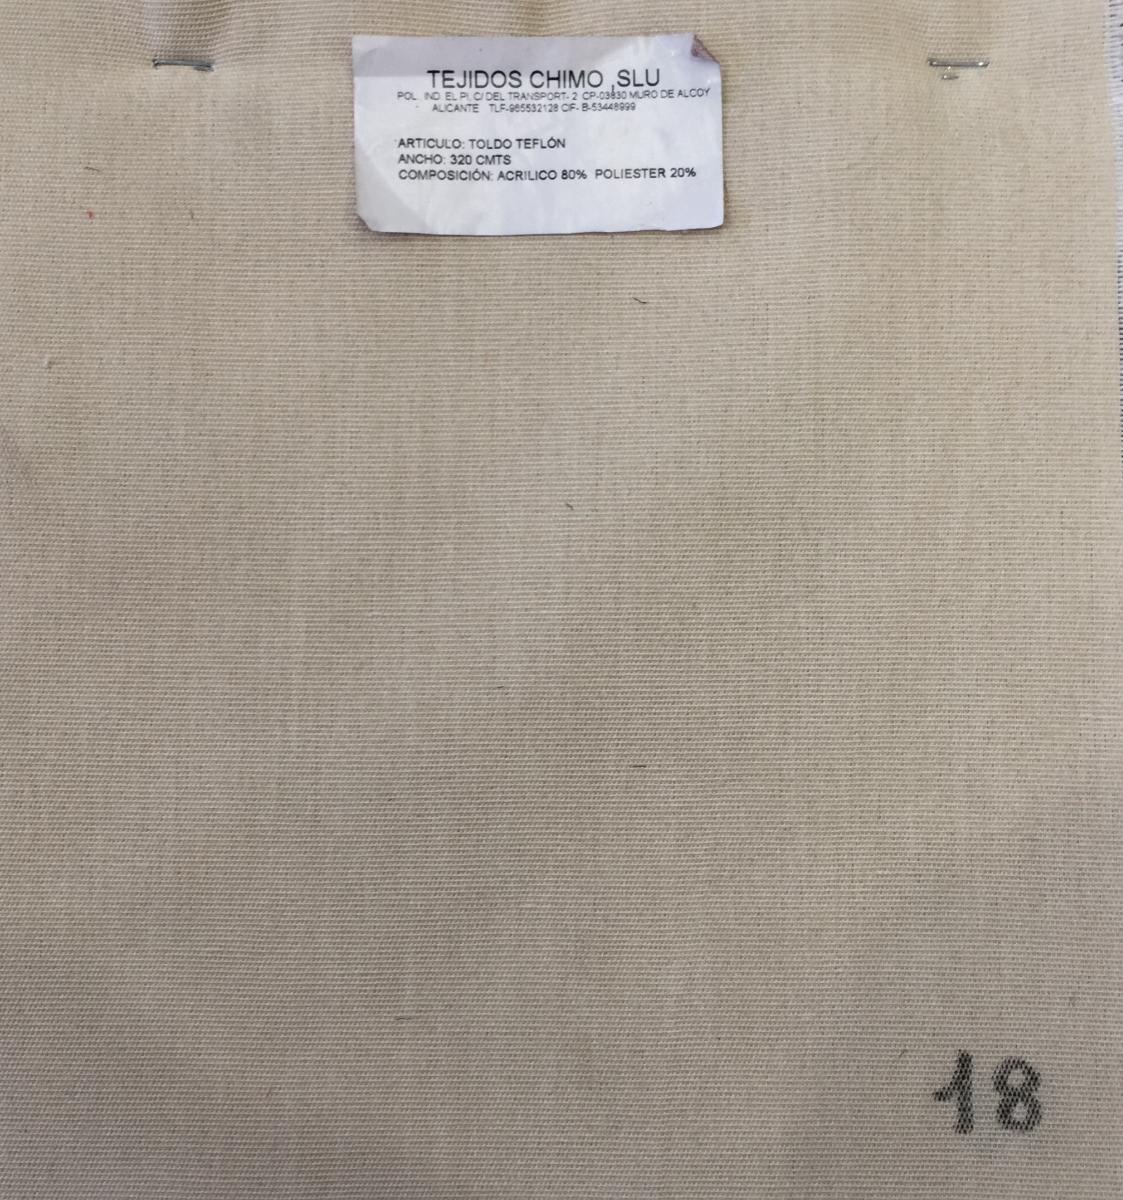 TEJIDOS CHIMO ,SLU
POL. IND. EL PI, C/ DEL TRANSPORT- 2 CP-03830 MURO DE ALCOY
ALICANTE TLF-965532128 CIF- B-53448999
ARTICULO: TOLDO TEFLÓN
ANCHO: 320 CMTS
COMPOSICIÓN: ACRILICO 80% POLIESTER 20%
18